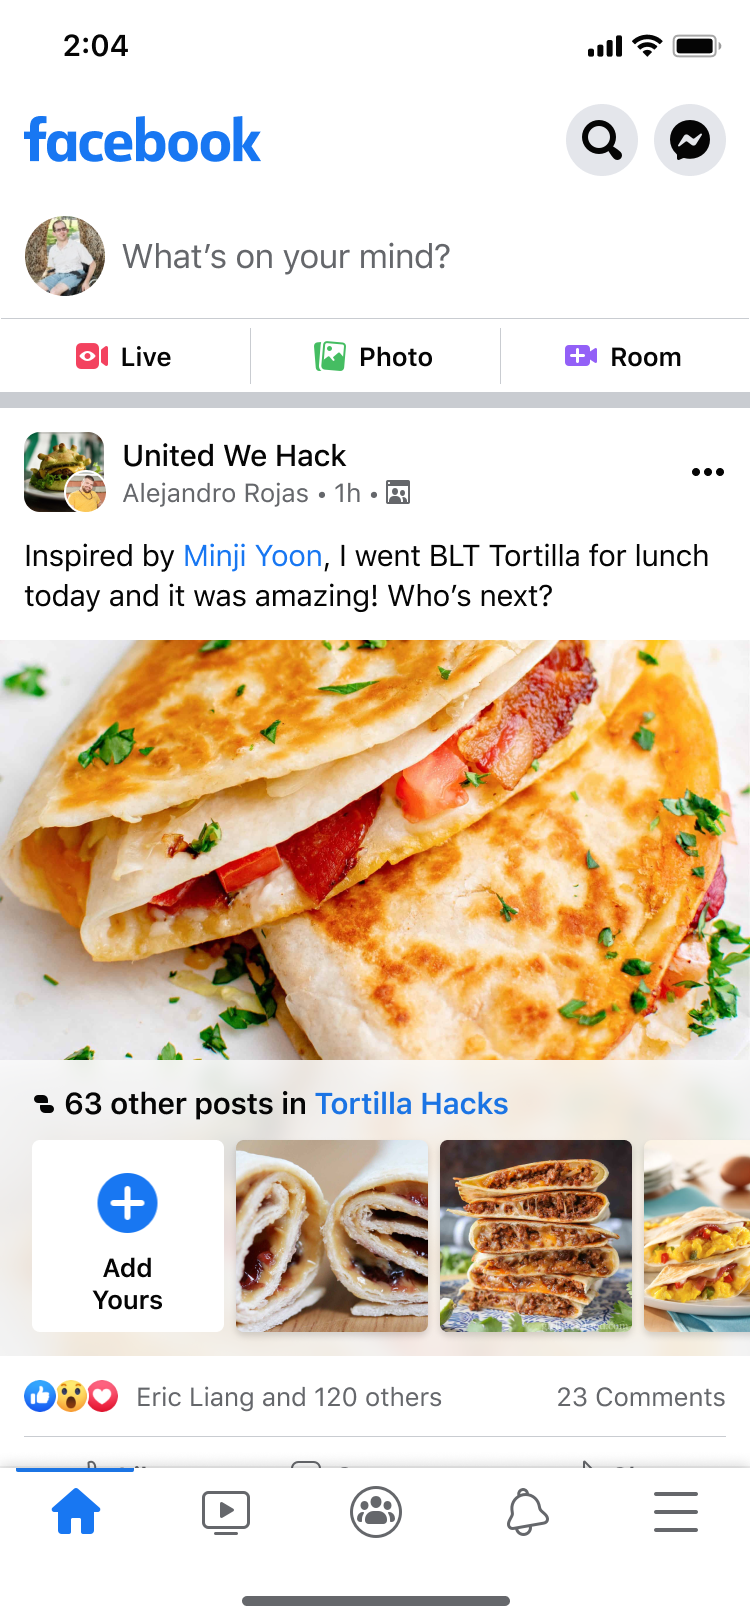 2:04
facebook
What's on your mind?
Live
Photo
Room
United We Hack
Alejandro Rojas • 1h •
Inspired by Minji Yoon, I went BLT Tortilla for lunch
today and it was amazing! Who's next?
63 other posts in Tortilla Hacks
Add
Yours
Eric Liang and 120 others
23 Comments